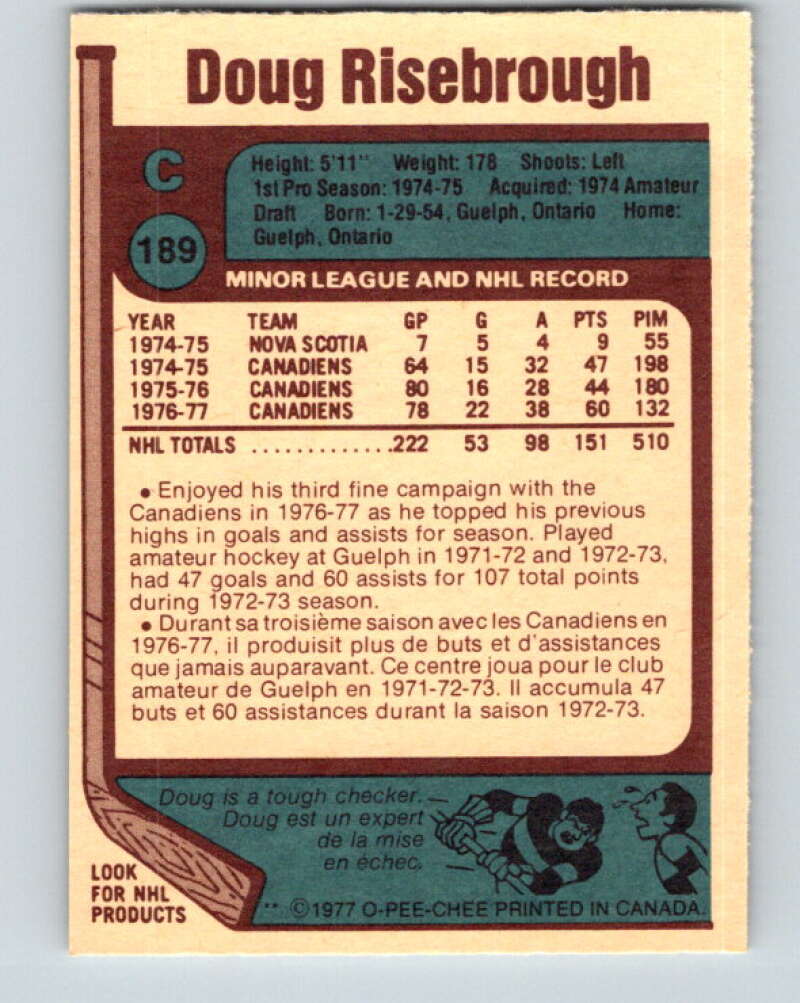 Doug Risebrough
C
189
Height: 5'11" Weight: 178 Shoots: Left
1st Pro Season: 1974-75 Acquired: 1974 Amateur
Draft Born: 1-29-54, Guelph, Ontario Home:
Guelph, Ontario
MINOR LEAGUE AND NHL RECORD
YEAR TEAM GP G A PTS PIM
1974-75 NOVA SCOTIA 7 5 4 9 55
1974-75 CANADIENS 64 15 32 47 198
1975-76 CANADIENS 80 16 28 44 180
1976-77 CANADIENS 78 22 38 60 132
NHL TOTALS .............222 53 98 151 510
• Enjoyed his third fine campaign with the
Canadiens in 1976-77 as he topped his previous
highs in goals and assists for season. Played
amateur hockey at Guelph in 1971-72 and 1972-73,
had 47 goals and 60 assists for 107 total points
during 1972-73 season.
• Durant sa troisième saison avec les Canadiens en
1976-77, il produisit plus de buts et d'assistances
que jamais auparavant. Ce centre joua pour le club
amateur de Guelph en 1971-72-73. Il accumula 47
buts et 60 assistances durant la saison 1972-73.
Doug is a tough checker.
Doug est un expert
de la mise
en échec.
LOOK
FOR NHL
PRODUCTS
** ©1977 O-PEE-CHEE PRINTED IN CANADA.